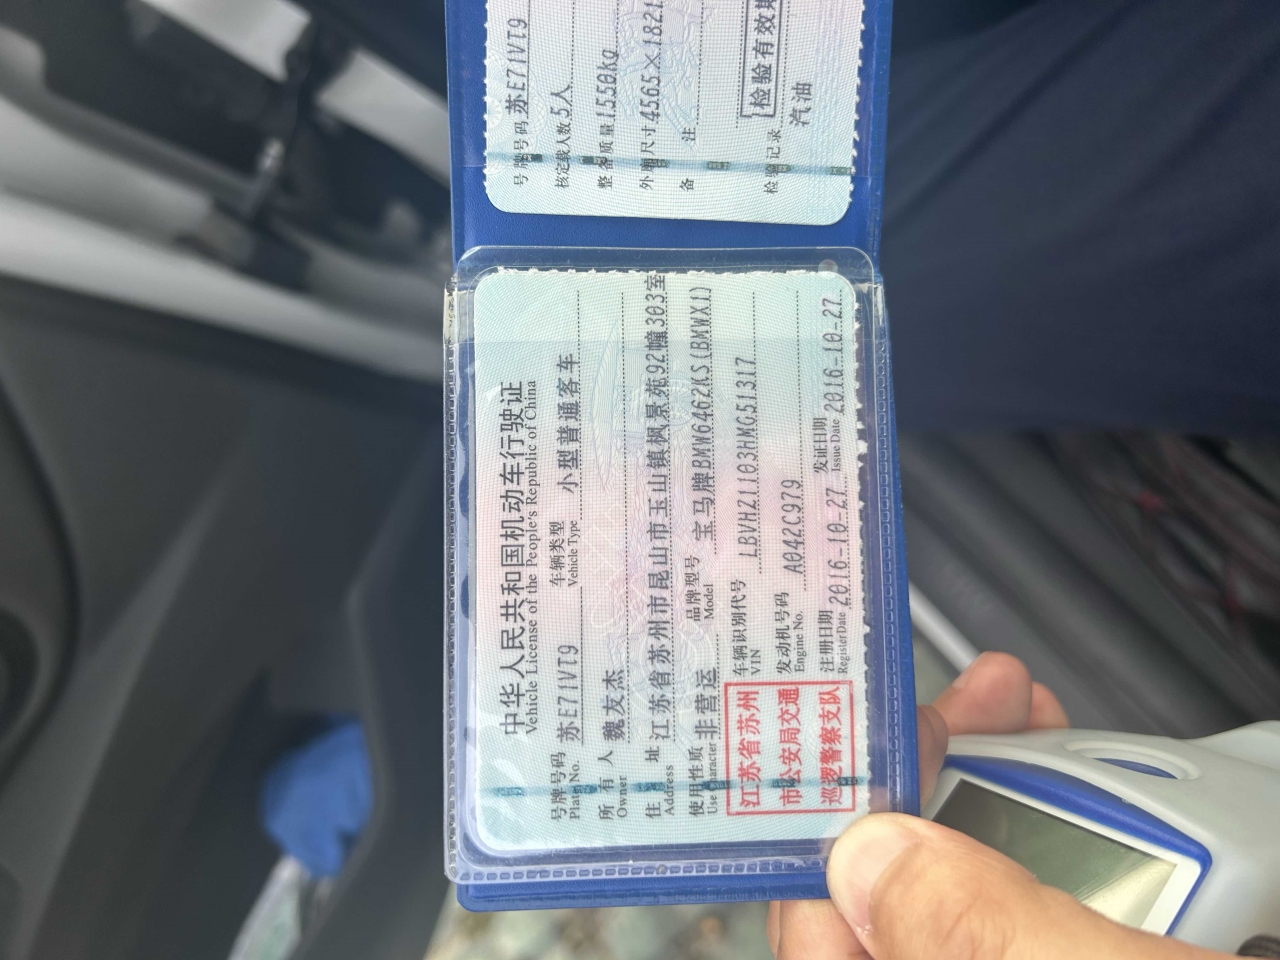 中华人民共和国机动车行驶证
Vehicle License of the People's Republic of China
号牌号码 苏E71VT9 车辆类型 小型普通客车
Plate No. Vehicle Type
所有人 魏友杰
Owner
住址 江苏省苏州市昆山市玉山镇枫景苑92幢303室
Address
使用性质 非营运 品牌型号 宝马牌BMW6462KS(BMWX1)
Use Character Model
江苏省苏州
市公安局交通
巡逻警察支队
车辆识别代号 LBVHZ1103HMG51317
VIN
发动机号码 A042C979
Engine No.
注册日期 2016-10-27 发证日期 2016-10-27
Register Date Issue Date
号牌号码 苏E71VT9
核定载人数 5人
整备质量 1550kg
外廓尺寸 4565×1821
备注
检验有效期
检验记录 汽油